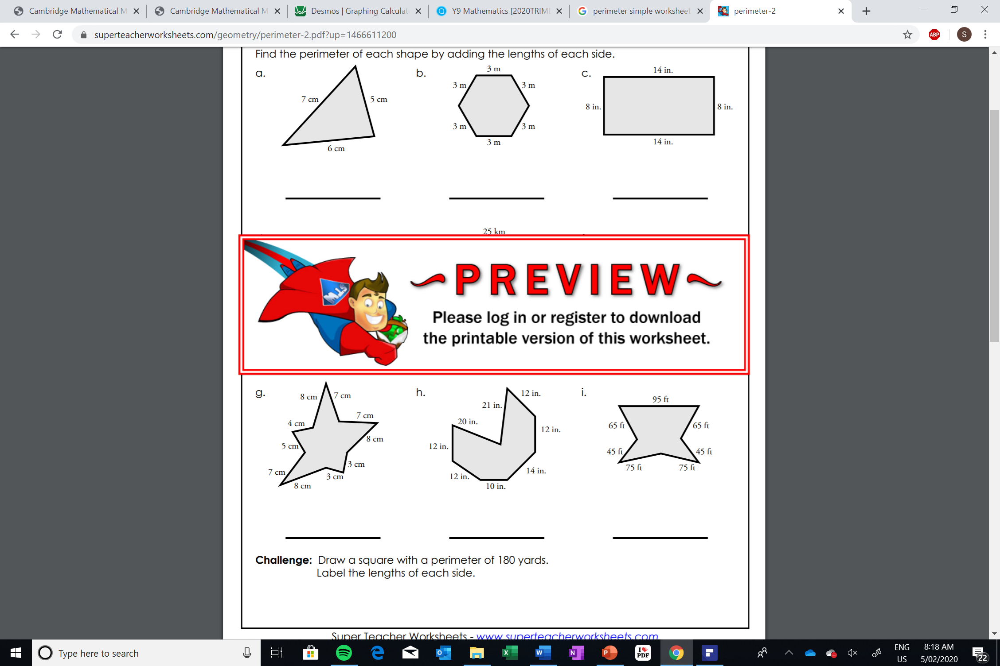 Cambridge Mathematical M
Cambridge Mathematical M
Desmos | Graphing Calculat
Y9 Mathematics [2020TRIM
perimeter simple worksheet
perimeter-2
superteacherworksheets.com/geometry/perimeter-2.pdf?up=1466611200
ABP
S
Find the perimeter of each shape by adding the lengths of each side.
a.
7 cm
5 cm
6 cm
b.
3 m
3 m
3 m
3 m
3 m
3 m
c.
14 in.
8 in.
8 in.
14 in.
25 km
STW
~PREVIEW~
Please log in or register to download
the printable version of this worksheet.
g.
8 cm
7 cm
7 cm
4 cm
8 cm
5 cm
3 cm
7 cm
3 cm
8 cm
h.
12 in.
21 in.
20 in.
12 in.
12 in.
14 in.
12 in.
10 in.
i.
95 ft
65 ft
65 ft
45 ft
45 ft
75 ft
75 ft
Challenge: Draw a square with a perimeter of 180 yards.
Label the lengths of each side.
Super Teacher Worksheets - www.superteacherworksheets.com
Type here to search
I PDF
ENG
US
8:18 AM
5/02/2020
22